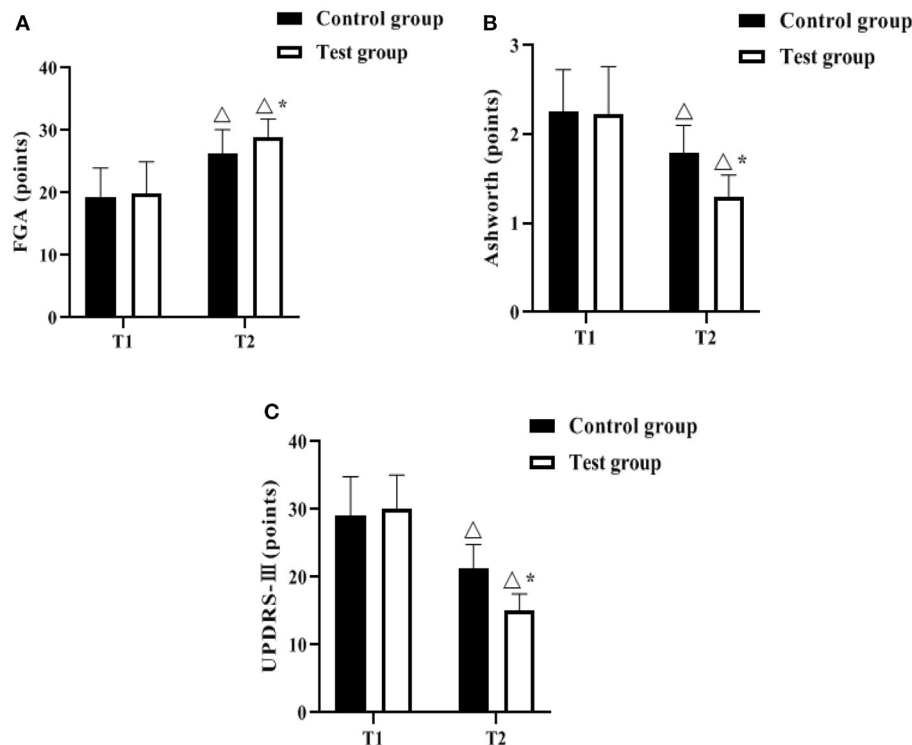 A
Control group
Test group
FGA (points)
40
30
20
10
0
△
△ *
T1
T2
B
Control group
Test group
Ashworth (points)
3
2
1
0
△
△ *
T1
T2
C
Control group
Test group
UPDRS-Ⅲ (points)
40
30
20
10
0
△
△ *
T1
T2